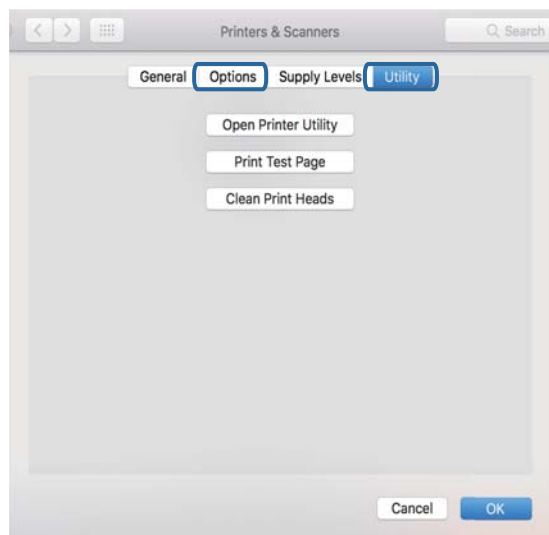 Printers & Scanners Search
General Options Supply Levels Utility
Open Printer Utility
Print Test Page
Clean Print Heads
Cancel OK